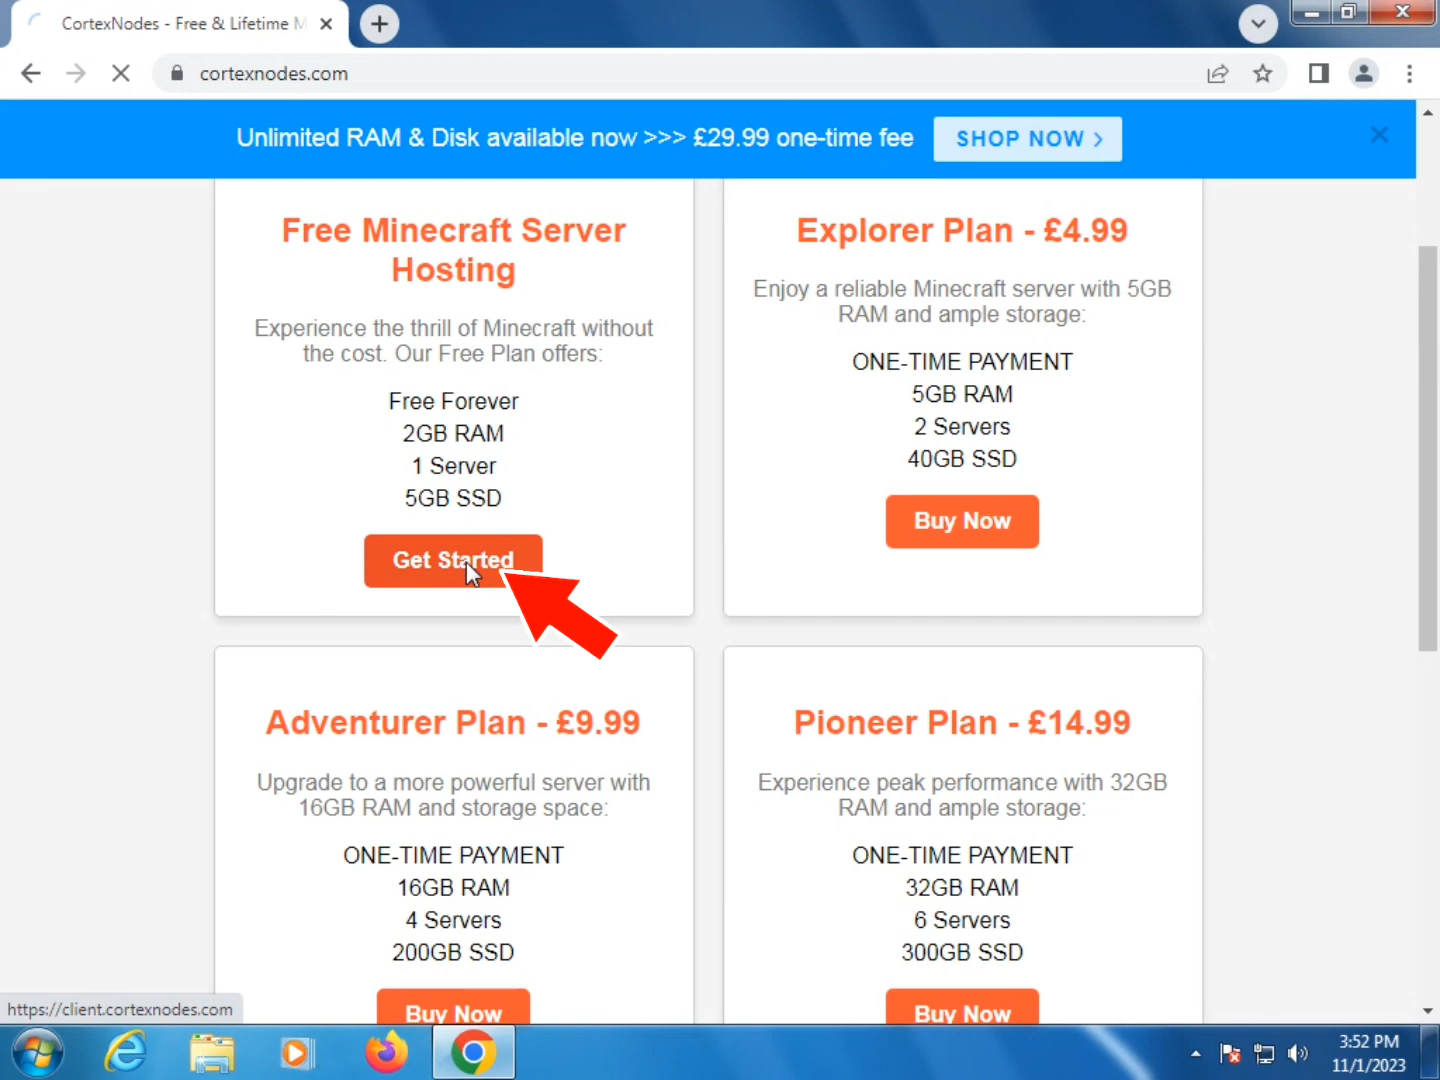 CortexNodes - Free & Lifetime M
cortexnodes.com
Unlimited RAM & Disk available now >>> £29.99 one-time fee
SHOP NOW >
Free Minecraft Server
Hosting
Experience the thrill of Minecraft without
the cost. Our Free Plan offers:
Free Forever
2GB RAM
1 Server
5GB SSD
Get Started
Explorer Plan - £4.99
Enjoy a reliable Minecraft server with 5GB
RAM and ample storage:
ONE-TIME PAYMENT
5GB RAM
2 Servers
40GB SSD
Buy Now
Adventurer Plan - £9.99
Upgrade to a more powerful server with
16GB RAM and storage space:
ONE-TIME PAYMENT
16GB RAM
4 Servers
200GB SSD
Buy Now
Pioneer Plan - £14.99
Experience peak performance with 32GB
RAM and ample storage:
ONE-TIME PAYMENT
32GB RAM
6 Servers
300GB SSD
Buy Now
https://client.cortexnodes.com
3:52 PM
11/1/2023